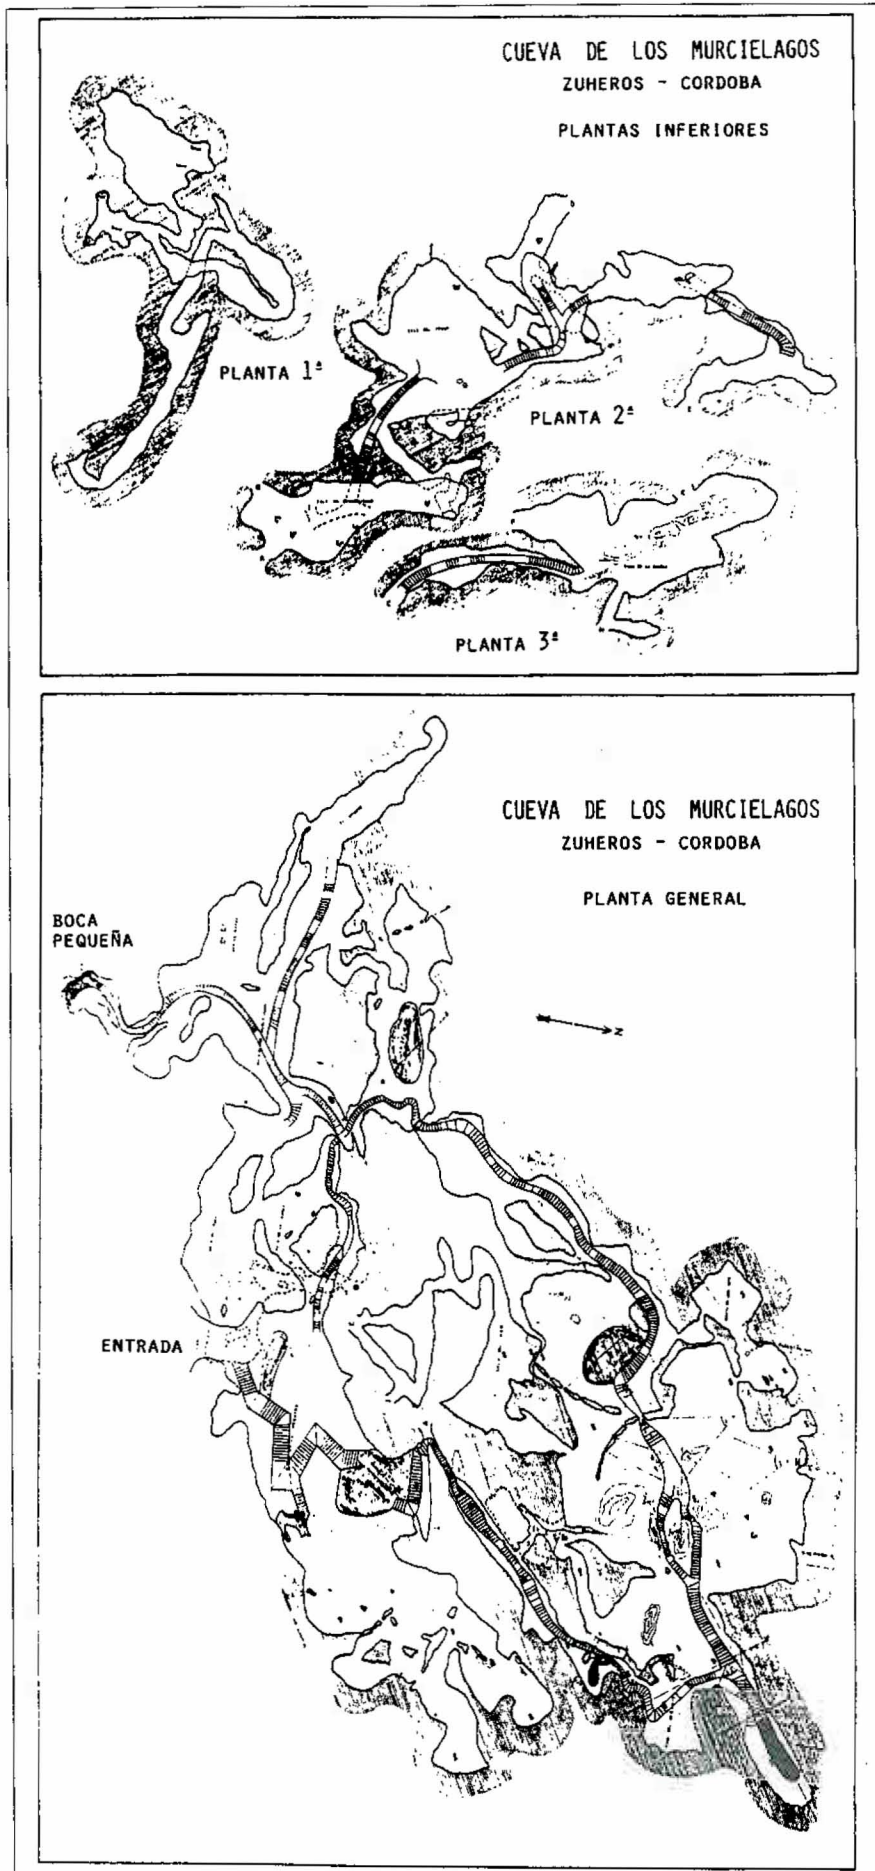 CUEVA DE LOS MURCIELAGOS
ZUHEROS - CORDOBA
PLANTAS INFERIORES
PLANTA 1ª
PLANTA 2ª
PLANTA 3ª
CUEVA DE LOS MURCIELAGOS
ZUHEROS - CORDOBA
PLANTA GENERAL
BOCA
PEQUEÑA
N
ENTRADA